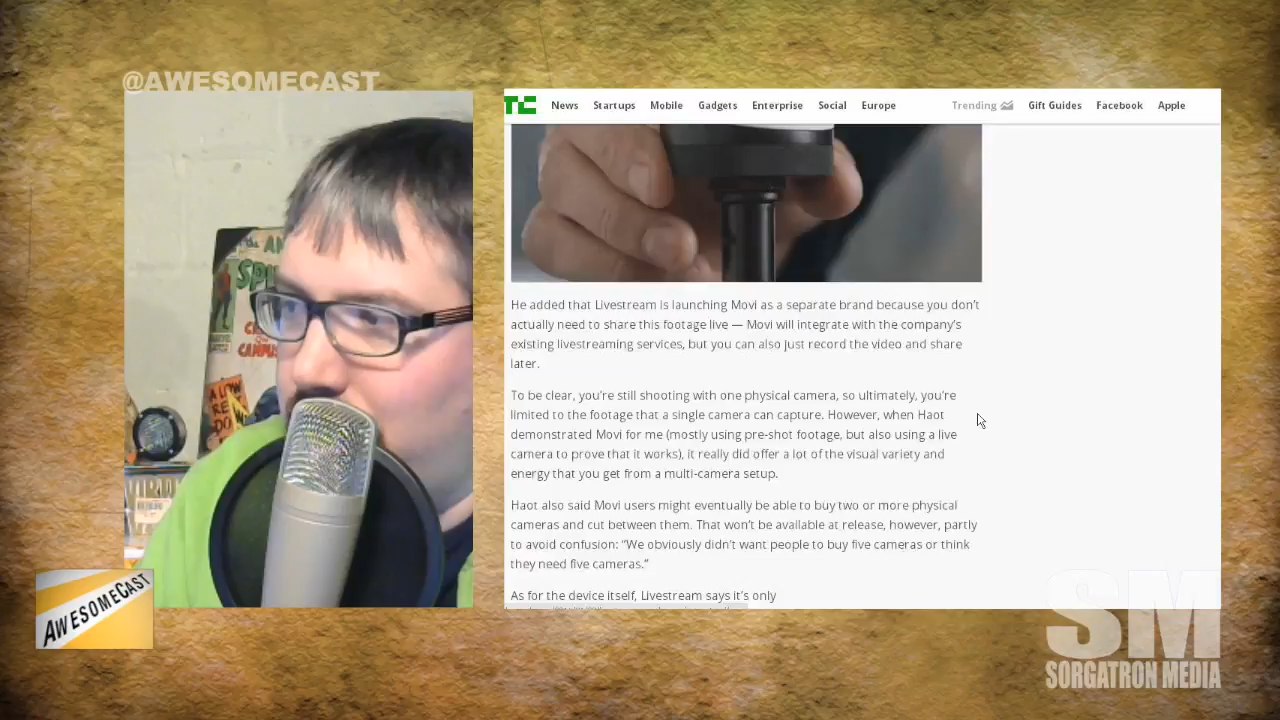 @AWESOMECAST
TC
News Startups Mobile Gadgets Enterprise Social Europe Trending Gift Guides Facebook Apple
He added that Livestream is launching Movi as a separate brand because you don’t
actually need to share this footage live — Movi will integrate with the company’s
existing livestreaming services, but you can also just record the video and share
later.
To be clear, you’re still shooting with one physical camera, so ultimately, you’re
limited to the footage that a single camera can capture. However, when Haot
demonstrated Movi for me (mostly using pre-shot footage, but also using a live
camera to prove that it works), it really did offer a lot of the visual variety and
energy that you get from a multi-camera setup.
Haot also said Movi users might eventually be able to buy two or more physical
cameras and cut between them. That won’t be available at release, however, partly
to avoid confusion: “We obviously didn’t want people to buy five cameras or think
they need five cameras.”
As for the device itself, Livestream says it’s only
the
A LOW
AWESOMECAST
SM
SORGATRON MEDIA